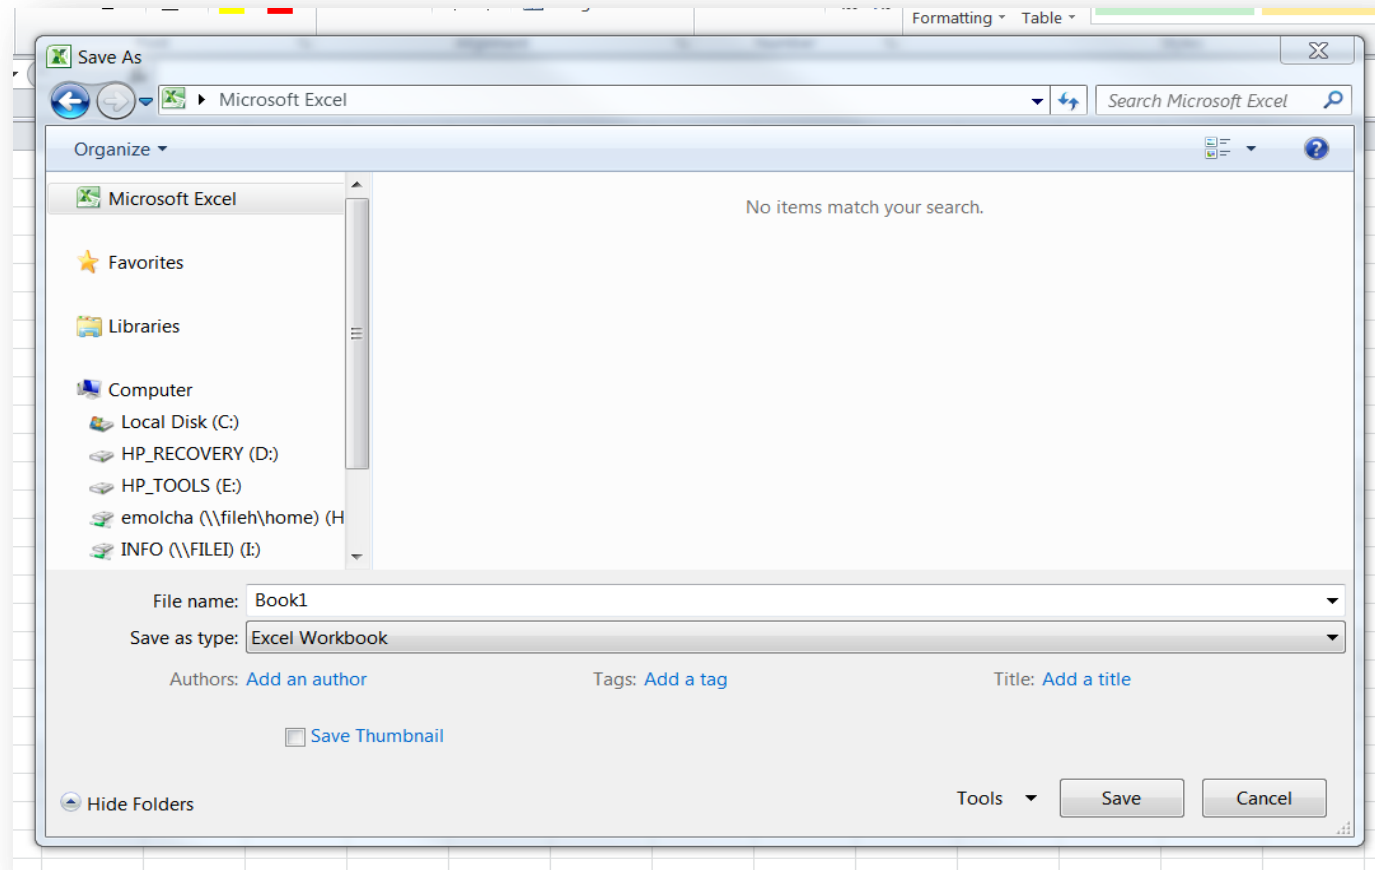 Formatting Table
Save As
Microsoft Excel
Search Microsoft Excel
Organize
Microsoft Excel
No items match your search.
Favorites
Libraries
Computer
Local Disk (C:)
HP_RECOVERY (D:)
HP_TOOLS (E:)
emolcha (\\fileh\home) (H
INFO (\\FILEI) (I:)
File name: Book1
Save as type: Excel Workbook
Authors: Add an author Tags: Add a tag Title: Add a title
Save Thumbnail
Hide Folders Tools Save Cancel